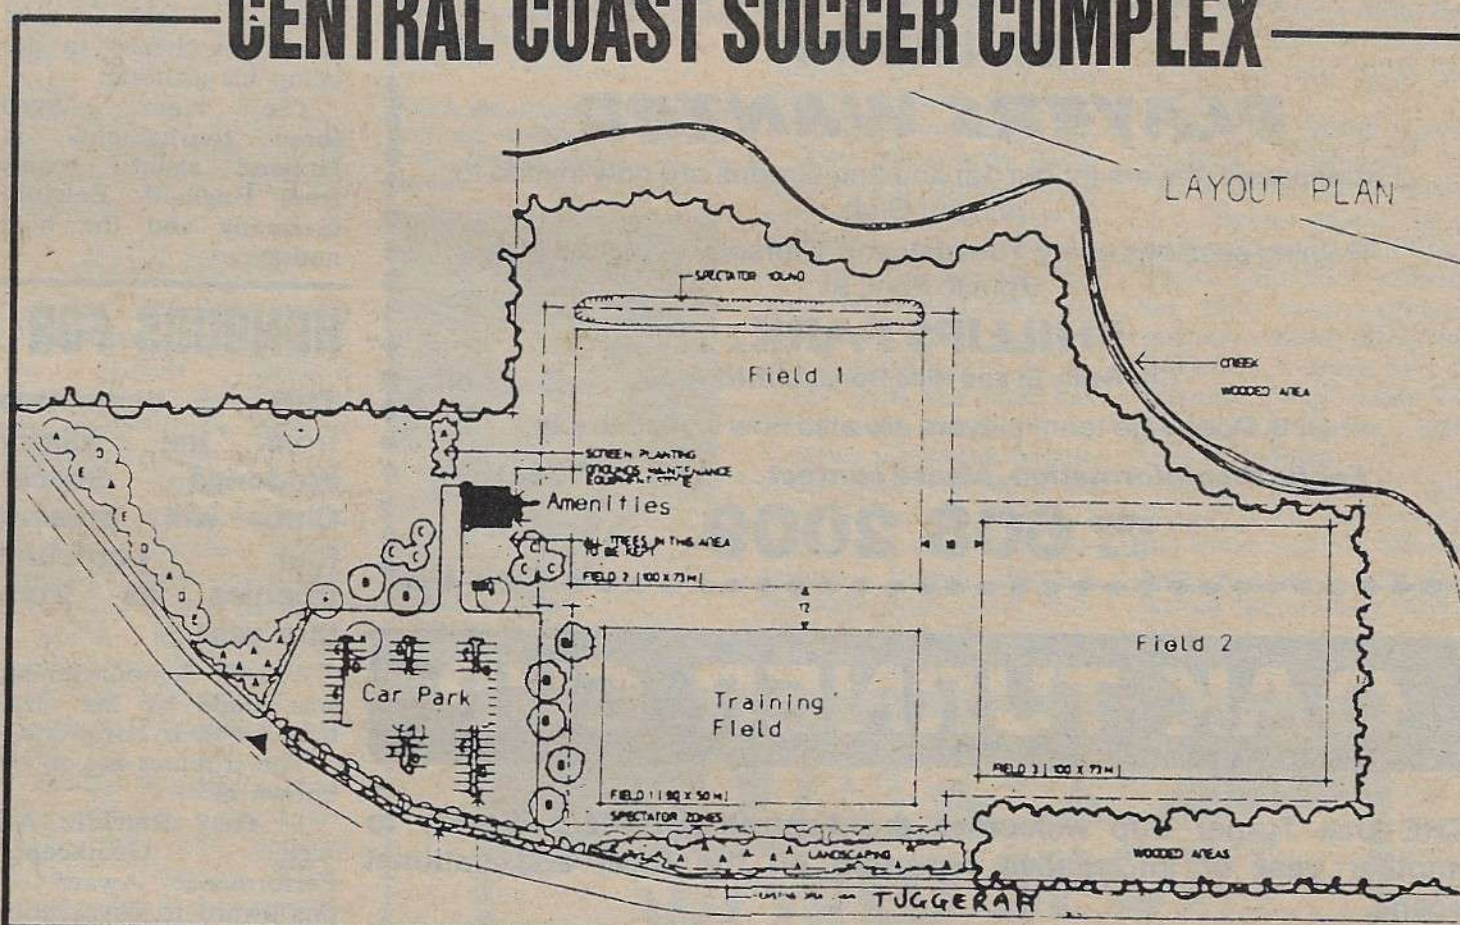 CENTRAL COAST SOCCER COMPLEX
LAYOUT PLAN
SPECTATOR MOUND
Field 1
CREEK
WOODED AREA
SCREEN PLANTING
GROUNDS MAINTENANCE
EQUIPMENT
Amenities
ALL TREES IN THIS AREA
TO BE KEPT
FIELD 2 (100 X 73 M)
12
Field 2
Car Park
Training
Field
FIELD 3 (100 X 73 M)
FIELD 1 (90 X 50 M)
SPECTATOR ZONES
LANDSCAPING
WOODED AREAS
TUGGERAH